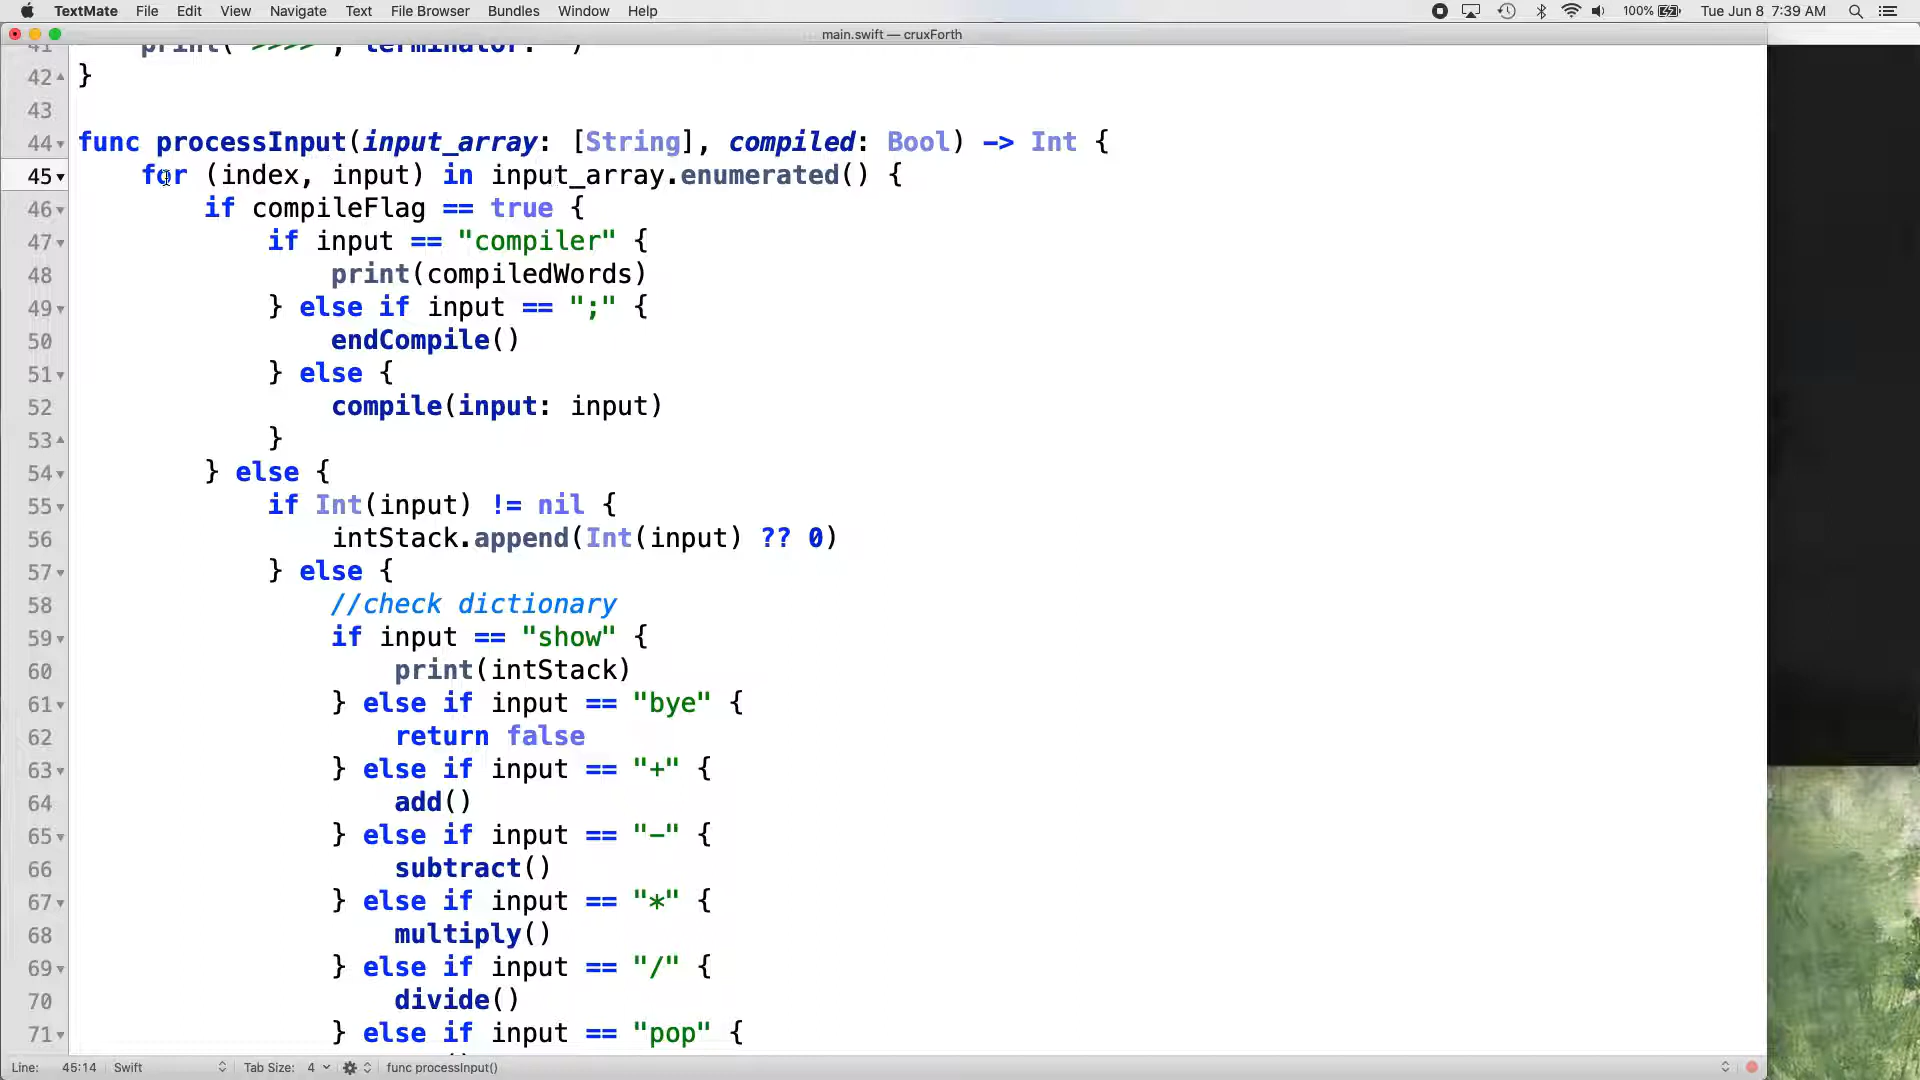 TextMate File Edit View Navigate Text File Browser Bundles Window Help 100% Tue Jun 8 7:39 AM
main.swift — cruxForth
41 print(">>>> ", terminator: "")
42 }
43
44 func processInput(input_array: [String], compiled: Bool) -> Int {
45 for (index, input) in input_array.enumerated() {
46 if compileFlag == true {
47 if input == "compiler" {
48 print(compiledWords)
49 } else if input == ";" {
50 endCompile()
51 } else {
52 compile(input: input)
53 }
54 } else {
55 if Int(input) != nil {
56 intStack.append(Int(input) ?? 0)
57 } else {
58 //check dictionary
59 if input == "show" {
60 print(intStack)
61 } else if input == "bye" {
62 return false
63 } else if input == "+" {
64 add()
65 } else if input == "-" {
66 subtract()
67 } else if input == "*" {
68 multiply()
69 } else if input == "/" {
70 divide()
71 } else if input == "pop" {
Line: 45:14 Swift Tab Size: 4 func processInput()